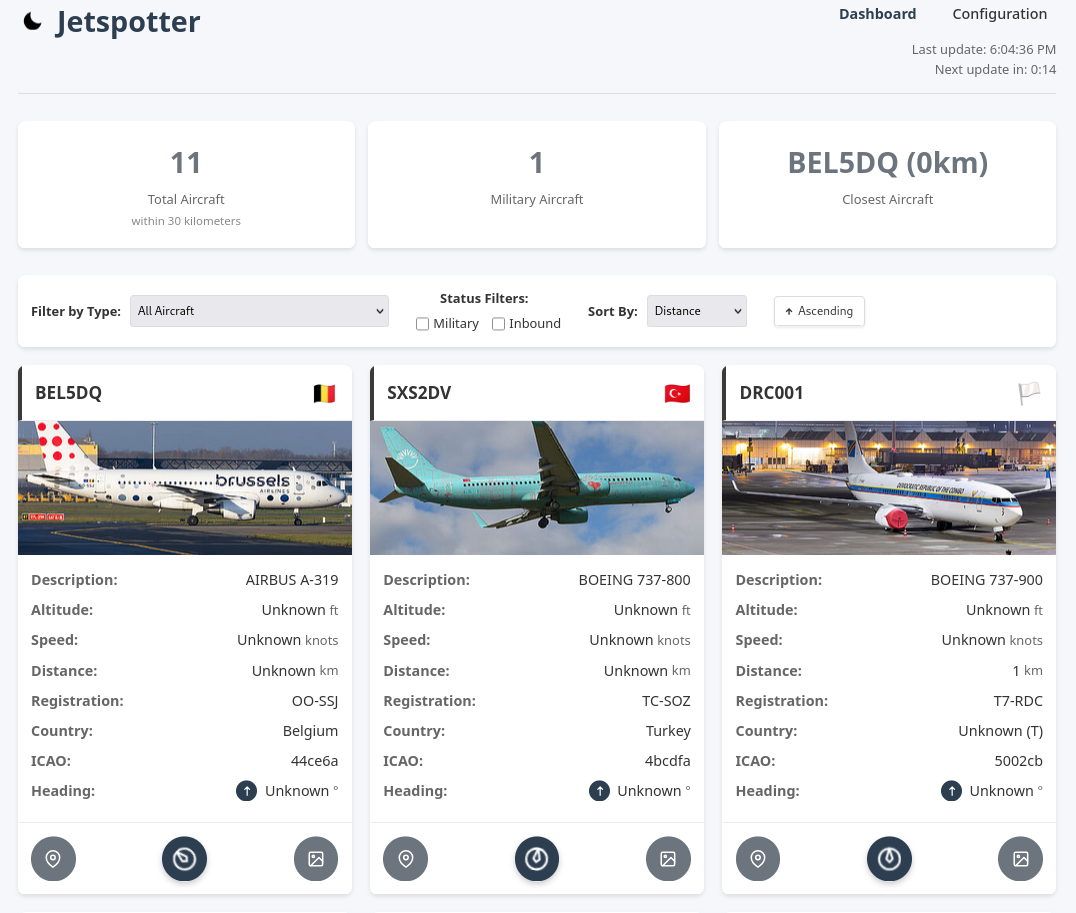 Jetspotter
Dashboard Configuration
Last update: 6:04:36 PM
Next update in: 0:14
11
Total Aircraft
within 30 kilometers
1
Military Aircraft
BEL5DQ (0km)
Closest Aircraft
Filter by Type: All Aircraft
Status Filters:
Military Inbound
Sort By: Distance
↑ Ascending
BEL5DQ
brussels
AIRLINES
Description: AIRBUS A-319
Altitude: Unknown ft
Speed: Unknown knots
Distance: Unknown km
Registration: OO-SSJ
Country: Belgium
ICAO: 44ce6a
Heading: ↑ Unknown °
SXS2DV
Description: BOEING 737-800
Altitude: Unknown ft
Speed: Unknown knots
Distance: Unknown km
Registration: TC-SOZ
Country: Turkey
ICAO: 4bcdfa
Heading: ↑ Unknown °
DRC001
DEMOCRATIC REPUBLIC OF THE CONGO
Description: BOEING 737-900
Altitude: Unknown ft
Speed: Unknown knots
Distance: 1 km
Registration: T7-RDC
Country: Unknown (T)
ICAO: 5002cb
Heading: ↑ Unknown °